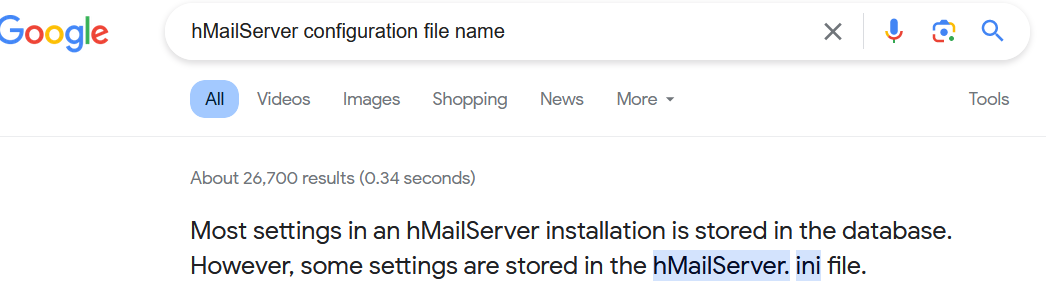 Google
hMailServer configuration file name
All Videos Images Shopping News More Tools
About 26,700 results (0.34 seconds)
Most settings in an hMailServer installation is stored in the database.
However, some settings are stored in the hMailServer. ini file.